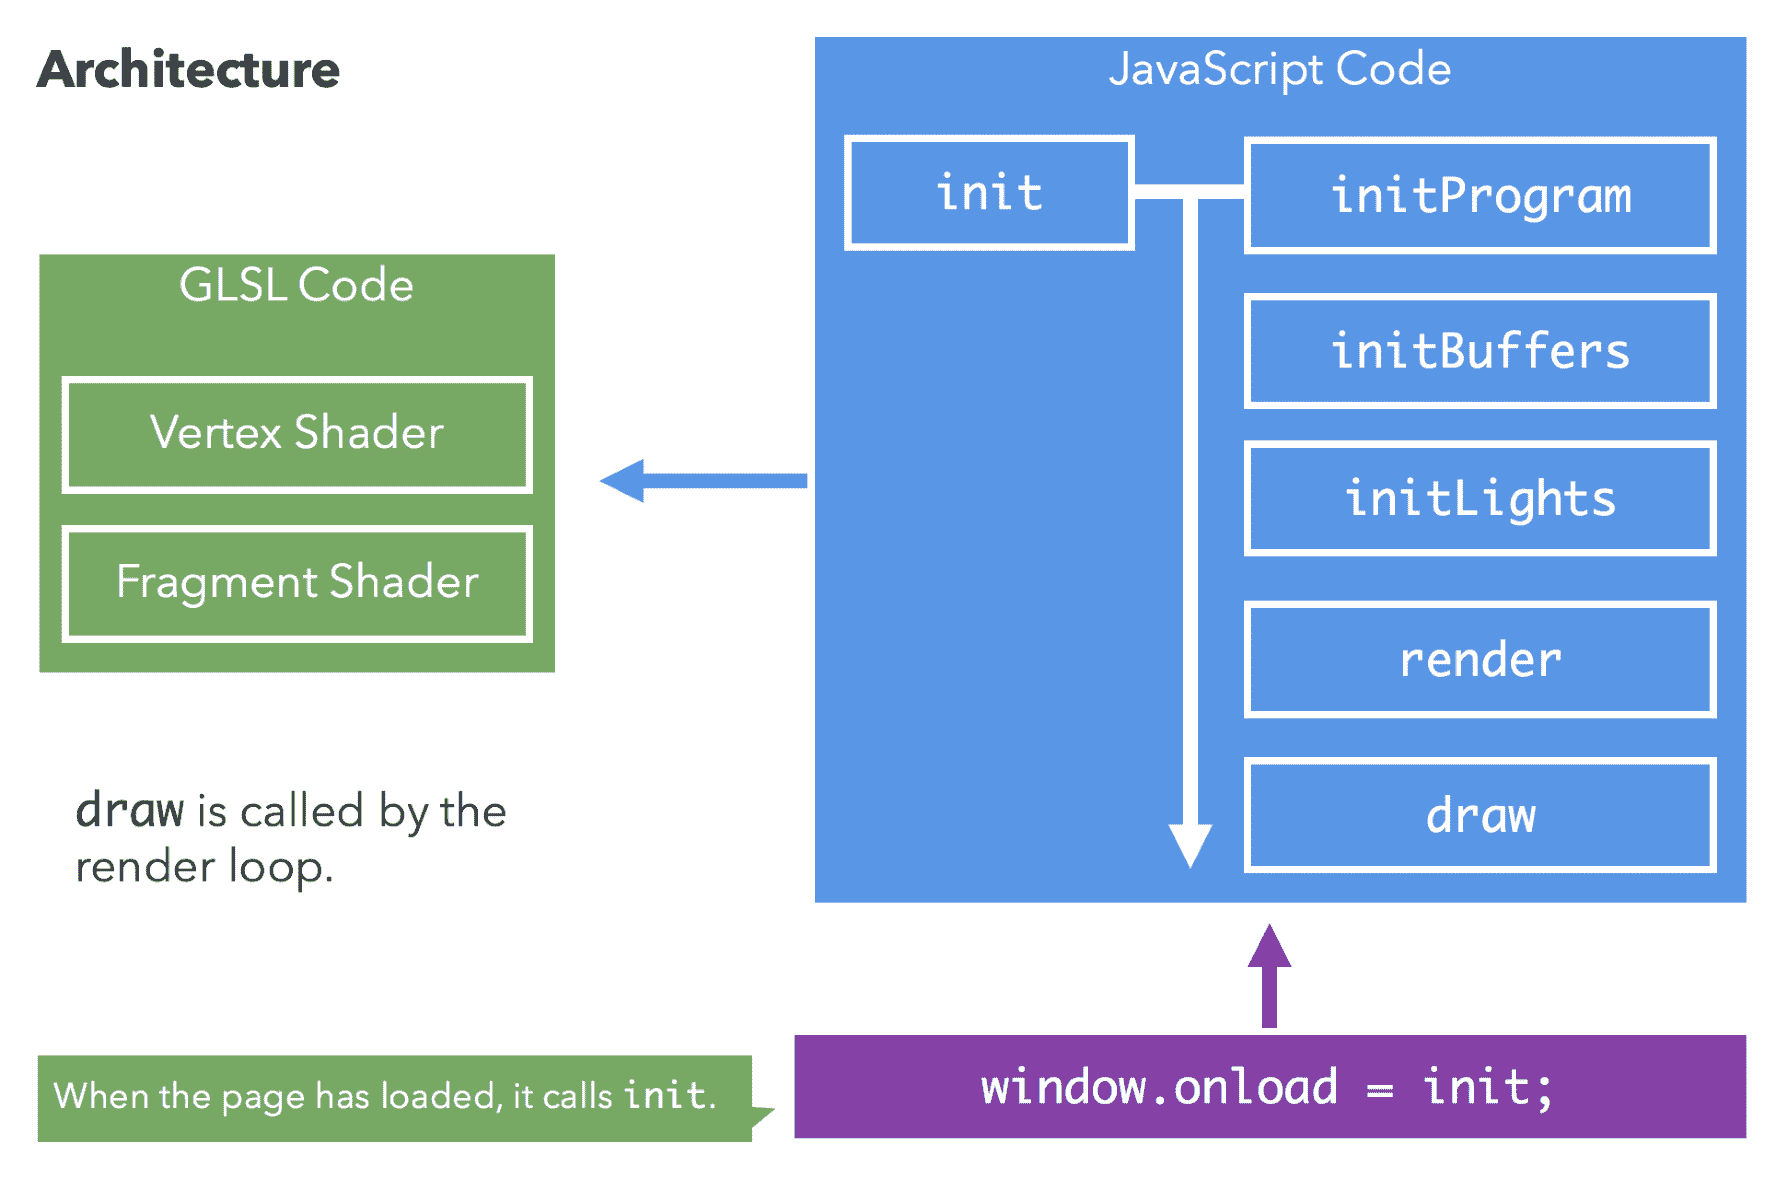 Architecture
JavaScript Code
init
initProgram
initBuffers
initLights
render
draw
GLSL Code
Vertex Shader
Fragment Shader
draw is called by the
render loop.
When the page has loaded, it calls init.
window.onload = init;